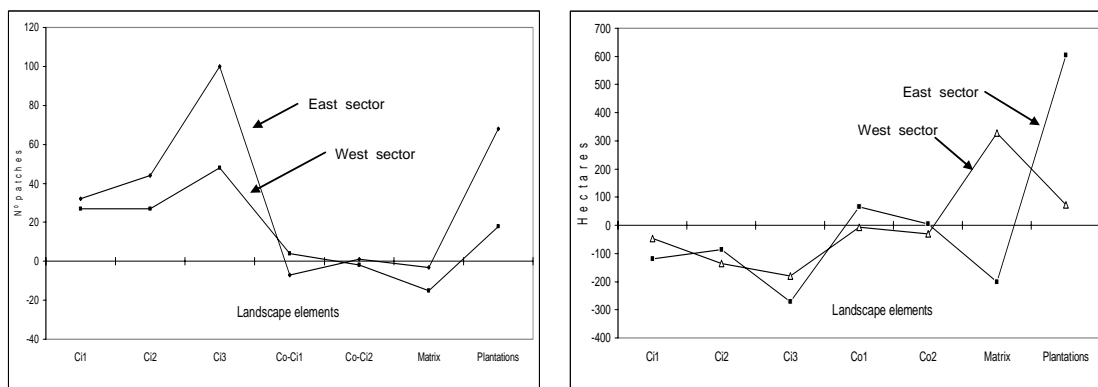 120
100
80
60
40
20
0
-20
-40
Nº patches
East sector
West sector
Landscape elements
Ci1 Ci2 Ci3 Co-Ci1 Co-Ci2 Matrix Plantations
700
600
500
400
300
200
100
0
-100
-200
-300
-400
Hectares
East sector
West sector
Landscape elements
Ci1 Ci2 Ci3 Co1 Co2 Matrix Plantations